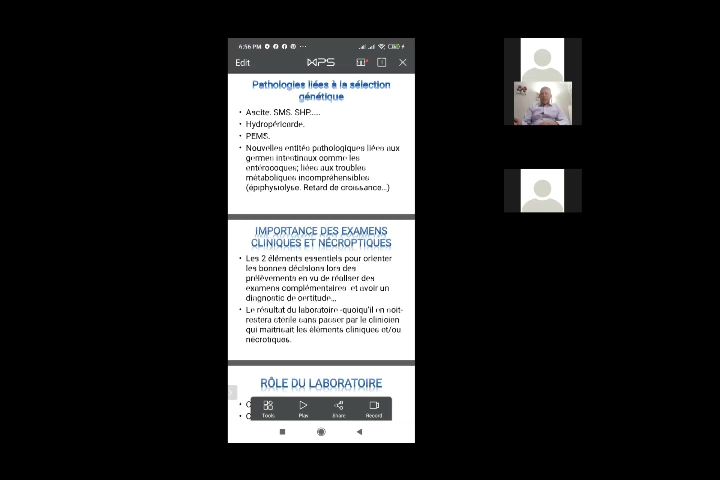 6:56 PM
Edit
WPS
1
Pathologies liées à la sélection
génétique
• Ascite. SMS. SHP.....
• Hydropéricarde.
• PEMS.
• Nouvelles entités pathologiques liées aux
germes intestinaux comme les
entérocoques; liées aux troubles
métaboliques incompréhensibles
(épiphysiolyse. Retard de croissance...)
IMPORTANCE DES EXAMENS
CLINIQUES ET NÉCROPTIQUES
• Les 2 éléments essentiels pour orienter
les bonnes décisions lors des
prélèvements en vu de réaliser des
examens complémentaires et avoir un
diagnostic de certitude...
• Le résultat du laboratoire -quoiqu'il en soit-
restera stérile sans passer par le clinicien
qui maitrisait les éléments cliniques et/ou
nécrotiques.
RÔLE DU LABORATOIRE
Tools
Play
Share
Record